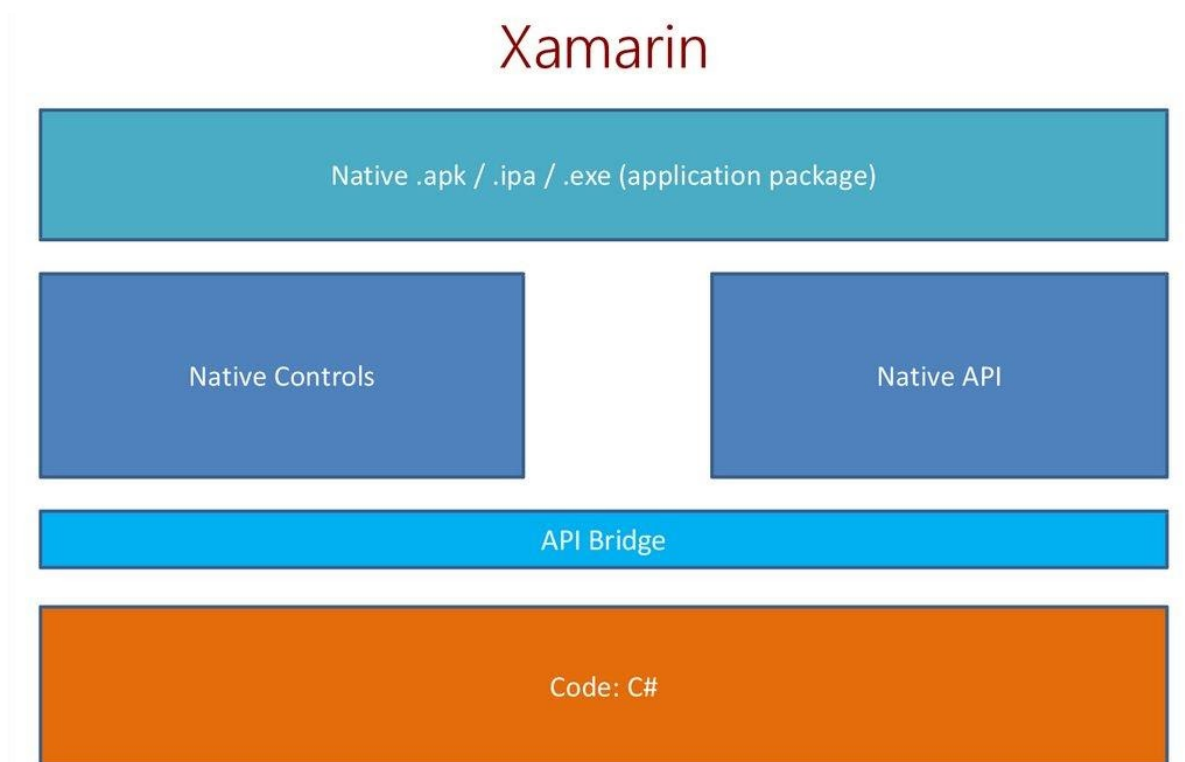 Xamarin
Native .apk / .ipa / .exe (application package)
Native Controls
Native API
API Bridge
Code: C#